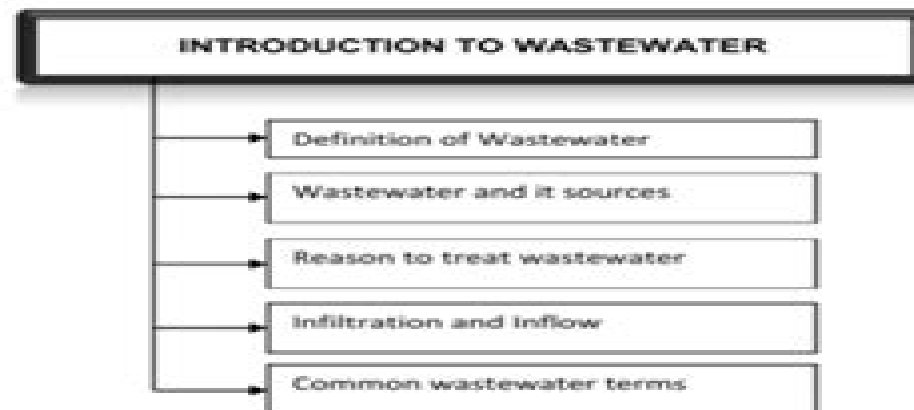 INTRODUCTION TO WASTEWATER
Definition of Wastewater
Wastewater and it sources
Reason to treat wastewater
Infiltration and Inflow
Common wastewater terms